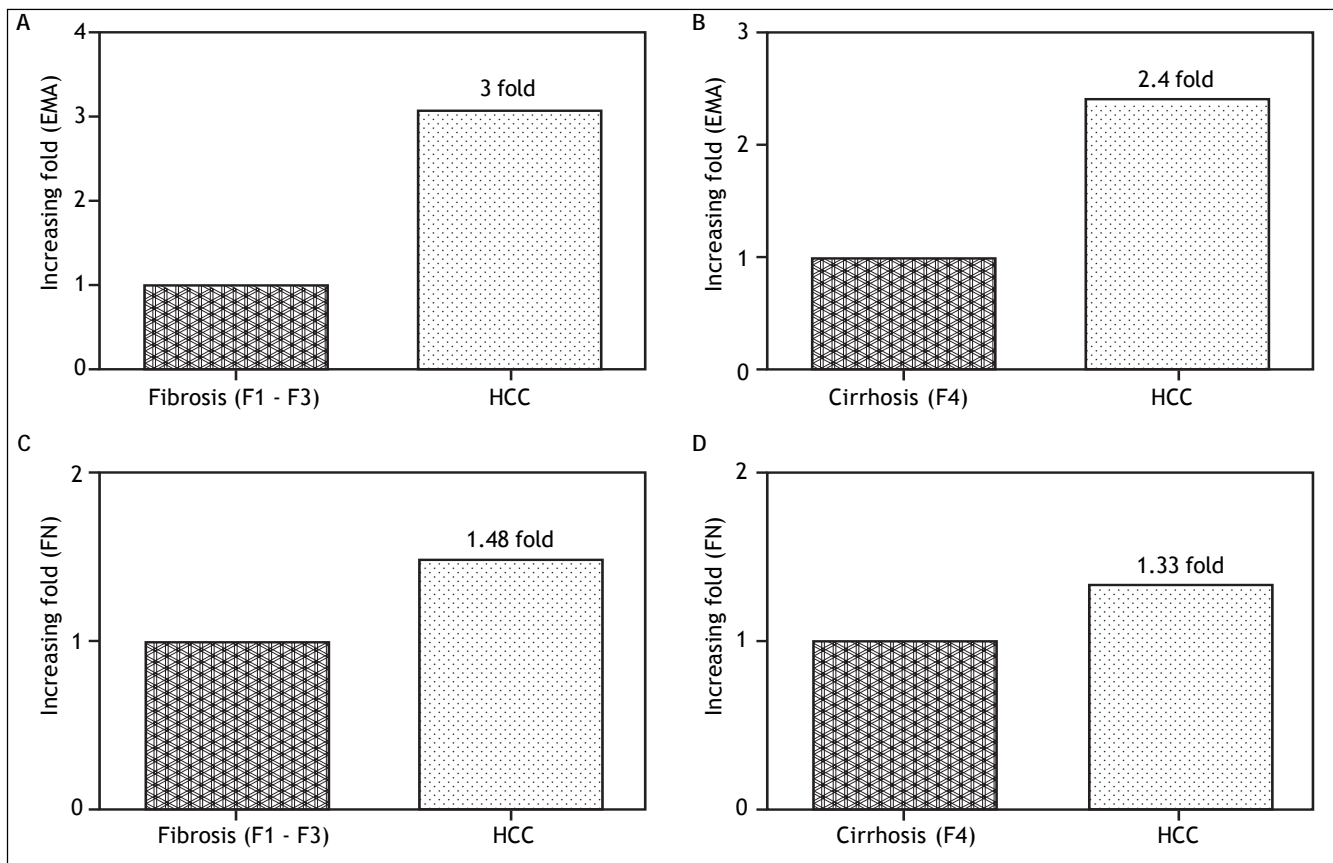 A
Increasing fold (EMA)
4
3
2
1
0
3 fold
Fibrosis (F1 - F3)
HCC
B
Increasing fold (EMA)
3
2
1
0
2.4 fold
Cirrhosis (F4)
HCC
C
Increasing fold (FN)
2
1
0
1.48 fold
Fibrosis (F1 - F3)
HCC
D
Increasing fold (FN)
2
1
0
1.33 fold
Cirrhosis (F4)
HCC